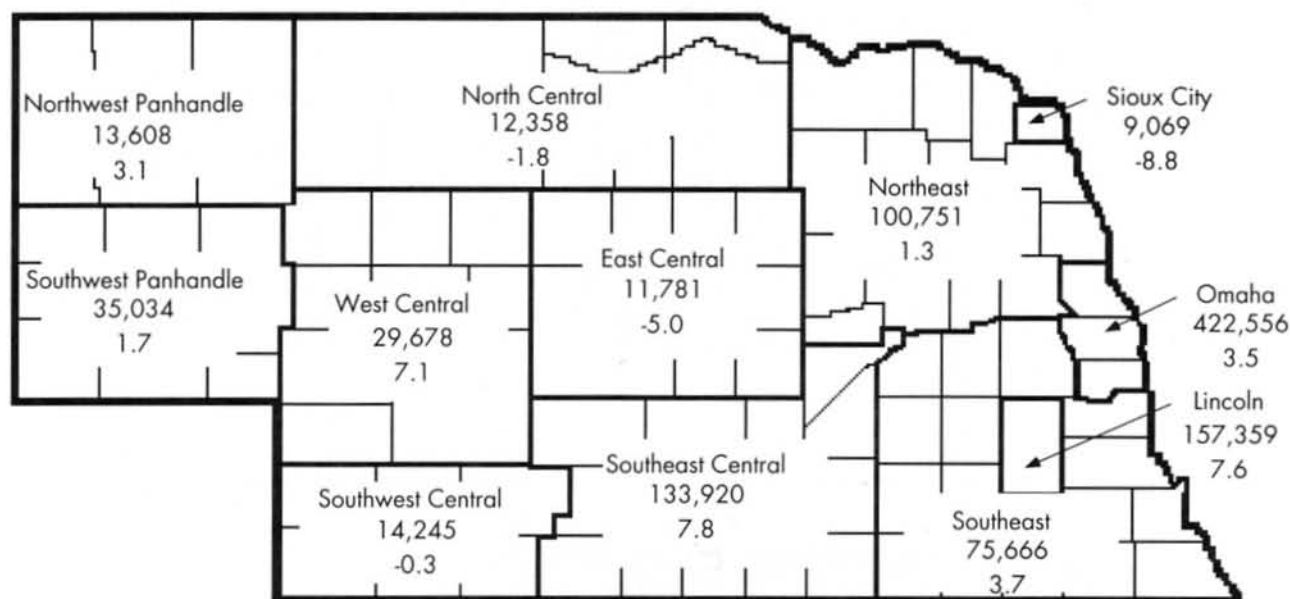 Northwest Panhandle
13,608
3.1
North Central
12,358
-1.8
Sioux City
9,069
-8.8
Northeast
100,751
1.3
Southwest Panhandle
35,034
1.7
West Central
29,678
7.1
East Central
11,781
-5.0
Omaha
422,556
3.5
Lincoln
157,359
7.6
Southwest Central
14,245
-0.3
Southeast Central
133,920
7.8
Southeast
75,666
3.7